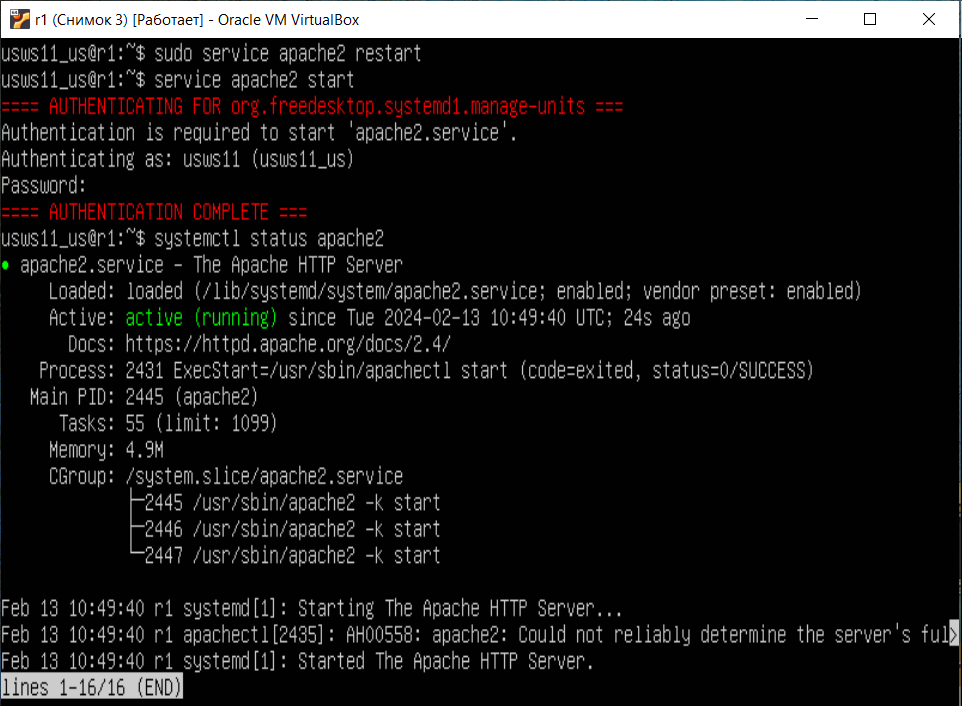 r1 (Снимок 3) [Работает] - Oracle VM VirtualBox
usws11_us@r1:~$ sudo service apache2 restart
usws11_us@r1:~$ service apache2 start
==== AUTHENTICATING FOR org.freedesktop.systemd1.manage-units ===
Authentication is required to start 'apache2.service'.
Authenticating as: usws11 (usws11_us)
Password:
==== AUTHENTICATION COMPLETE ===
usws11_us@r1:~$ systemctl status apache2
● apache2.service - The Apache HTTP Server
Loaded: loaded (/lib/systemd/system/apache2.service; enabled; vendor preset: enabled)
Active: active (running) since Tue 2024-02-13 10:49:40 UTC; 24s ago
Docs: https://httpd.apache.org/docs/2.4/
Process: 2431 ExecStart=/usr/sbin/apachectl start (code=exited, status=0/SUCCESS)
Main PID: 2445 (apache2)
Tasks: 55 (limit: 1099)
Memory: 4.9M
CGroup: /system.slice/apache2.service
├─2445 /usr/sbin/apache2 -k start
├─2446 /usr/sbin/apache2 -k start
└─2447 /usr/sbin/apache2 -k start
Feb 13 10:49:40 r1 systemd[1]: Starting The Apache HTTP Server...
Feb 13 10:49:40 r1 apachectl[2435]: AH00558: apache2: Could not reliably determine the server's ful>
Feb 13 10:49:40 r1 systemd[1]: Started The Apache HTTP Server.
lines 1-16/16 (END)